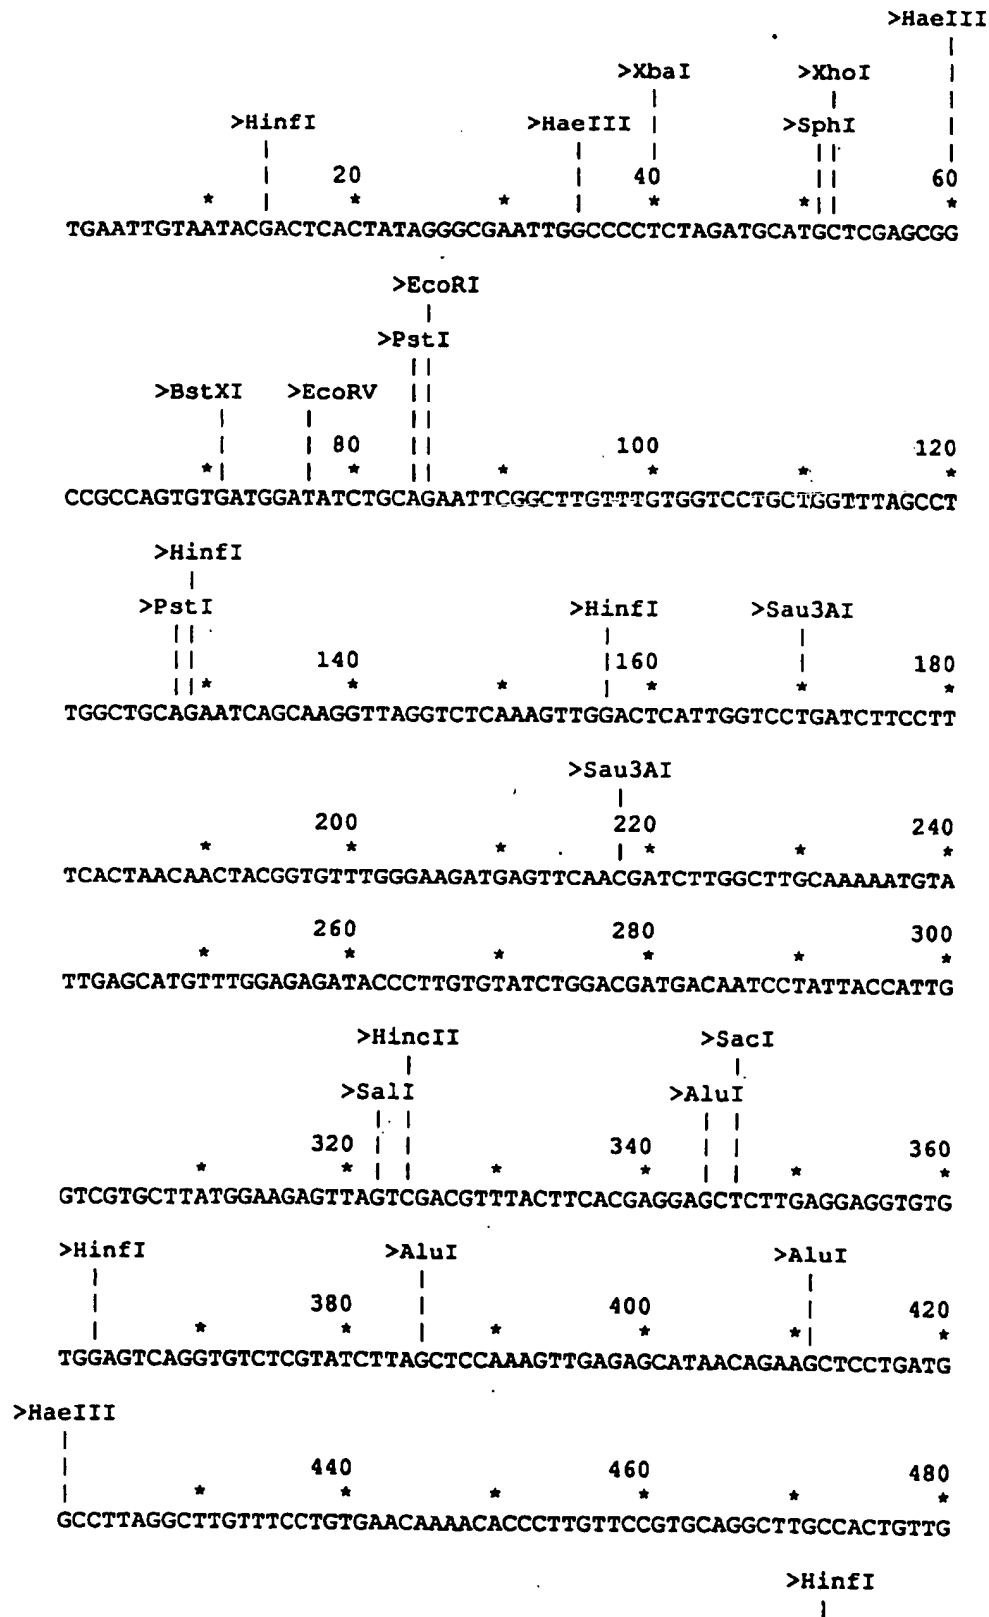 >HaeIII
>XbaI >XhoI
>HinfI >HaeIII >SphI
20 40 60
* * * * * *
TGAATTGTAATACGACTCACTATAGGGCGAATTGGCCCCTCTAGATGCATGCTCGAGCGG
>EcoRI
>PstI
>BstXI >EcoRV
80 100 120
* * * * * *
CCGCCAGTGTGATGGATATCTGCAGAATTCGGCTTGTTTGTGGTCCTGCTGGTTTAGCCT
>HinfI
>PstI >HinfI >Sau3AI
140 160 180
* * * * * *
TGGCTGCAGAATCAGCAAGGTTAGGTCTCAAAGTTGGACTCATTGGTCCTGATCTTCCTT
>Sau3AI
200 220 240
* * * * * *
TCACTAACAACTACGGTGTTTGGGAAGATGAGTTCAACGATCTTGGCTTGCAAAAATGTA
260 280 300
* * * * * *
TTGAGCATGTTTGGAGAGATACCCTTGTGTATCTGGACGATGACAATCCTATTACCATTG
>HincII >SacI
>SalI >AluI
320 340 360
* * * * * *
GTCGTGCTTATGGAAGAGTTAGTCGACGTTTACTTCACGAGGAGCTCTTGAGGAGGTGTG
>HinfI >AluI >AluI
380 400 420
* * * * * *
TGGAGTCAGGTGTCTCGTATCTTAGCTCCAAAGTTGAGAGCATAACAGAAGCTCCTGATG
>HaeIII
440 460 480
* * * * * *
GCCTTAGGCTTGTTTCCTGTGAACAAAACACCCTTGTTCCGTGCAGGCTTGCCACTGTTG
>HinfI